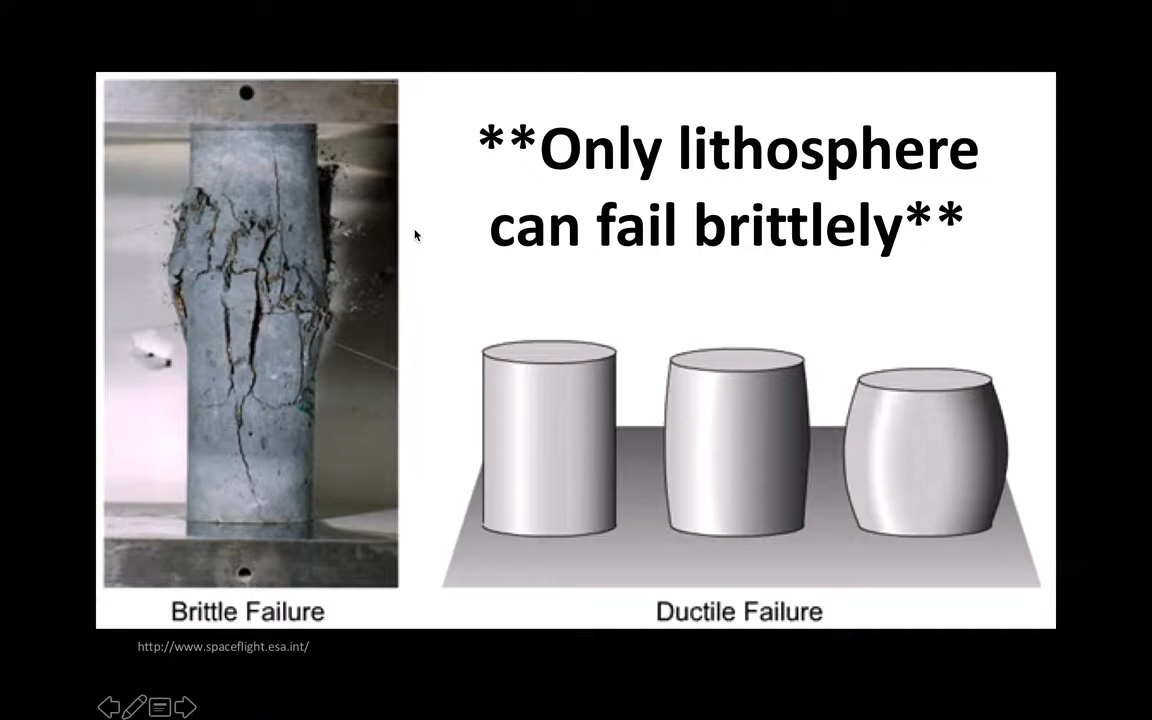 **Only lithosphere
can fail brittlely**
Brittle Failure
Ductile Failure
http://www.spaceflight.esa.int/